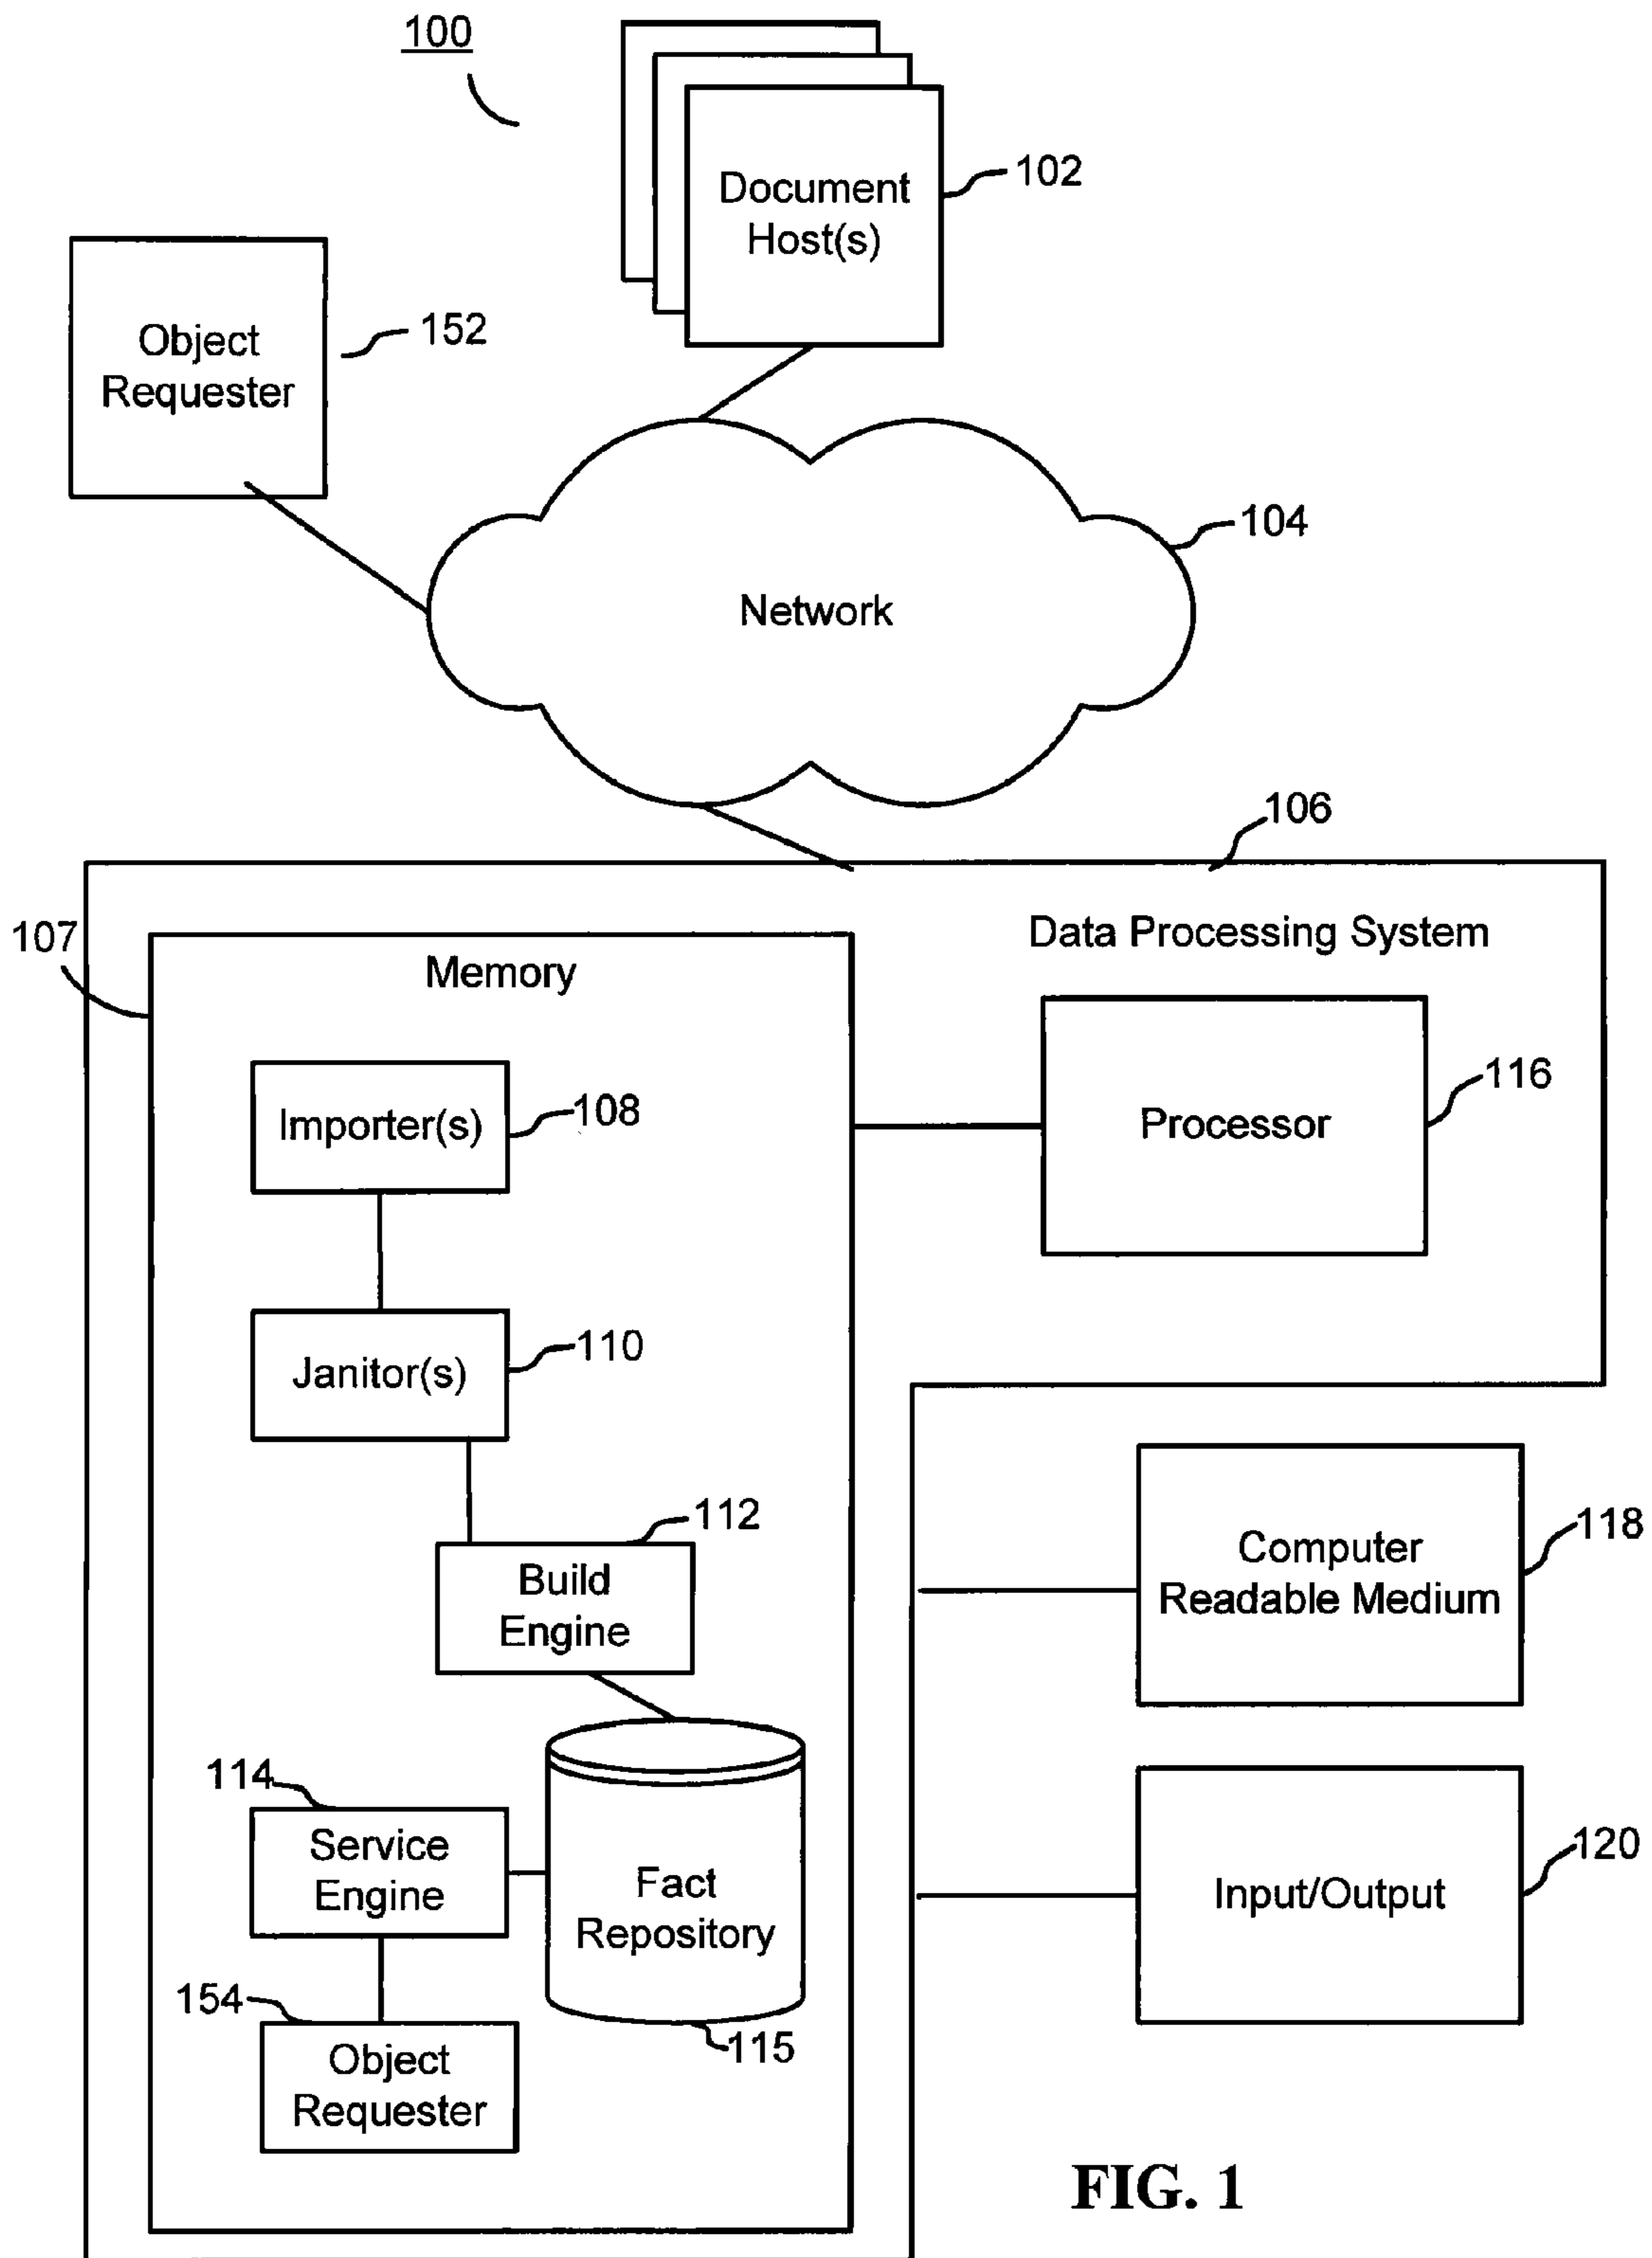 100
Document
Host(s)
102
Object
Requester
152
104
Network
106
107
Data Processing System
Memory
Importer(s)
108
Processor
116
Janitor(s)
110
112
Build
Engine
Computer
Readable Medium
118
114
Service
Engine
Fact
Repository
Input/Output
120
154
115
Object
Requester
FIG. 1